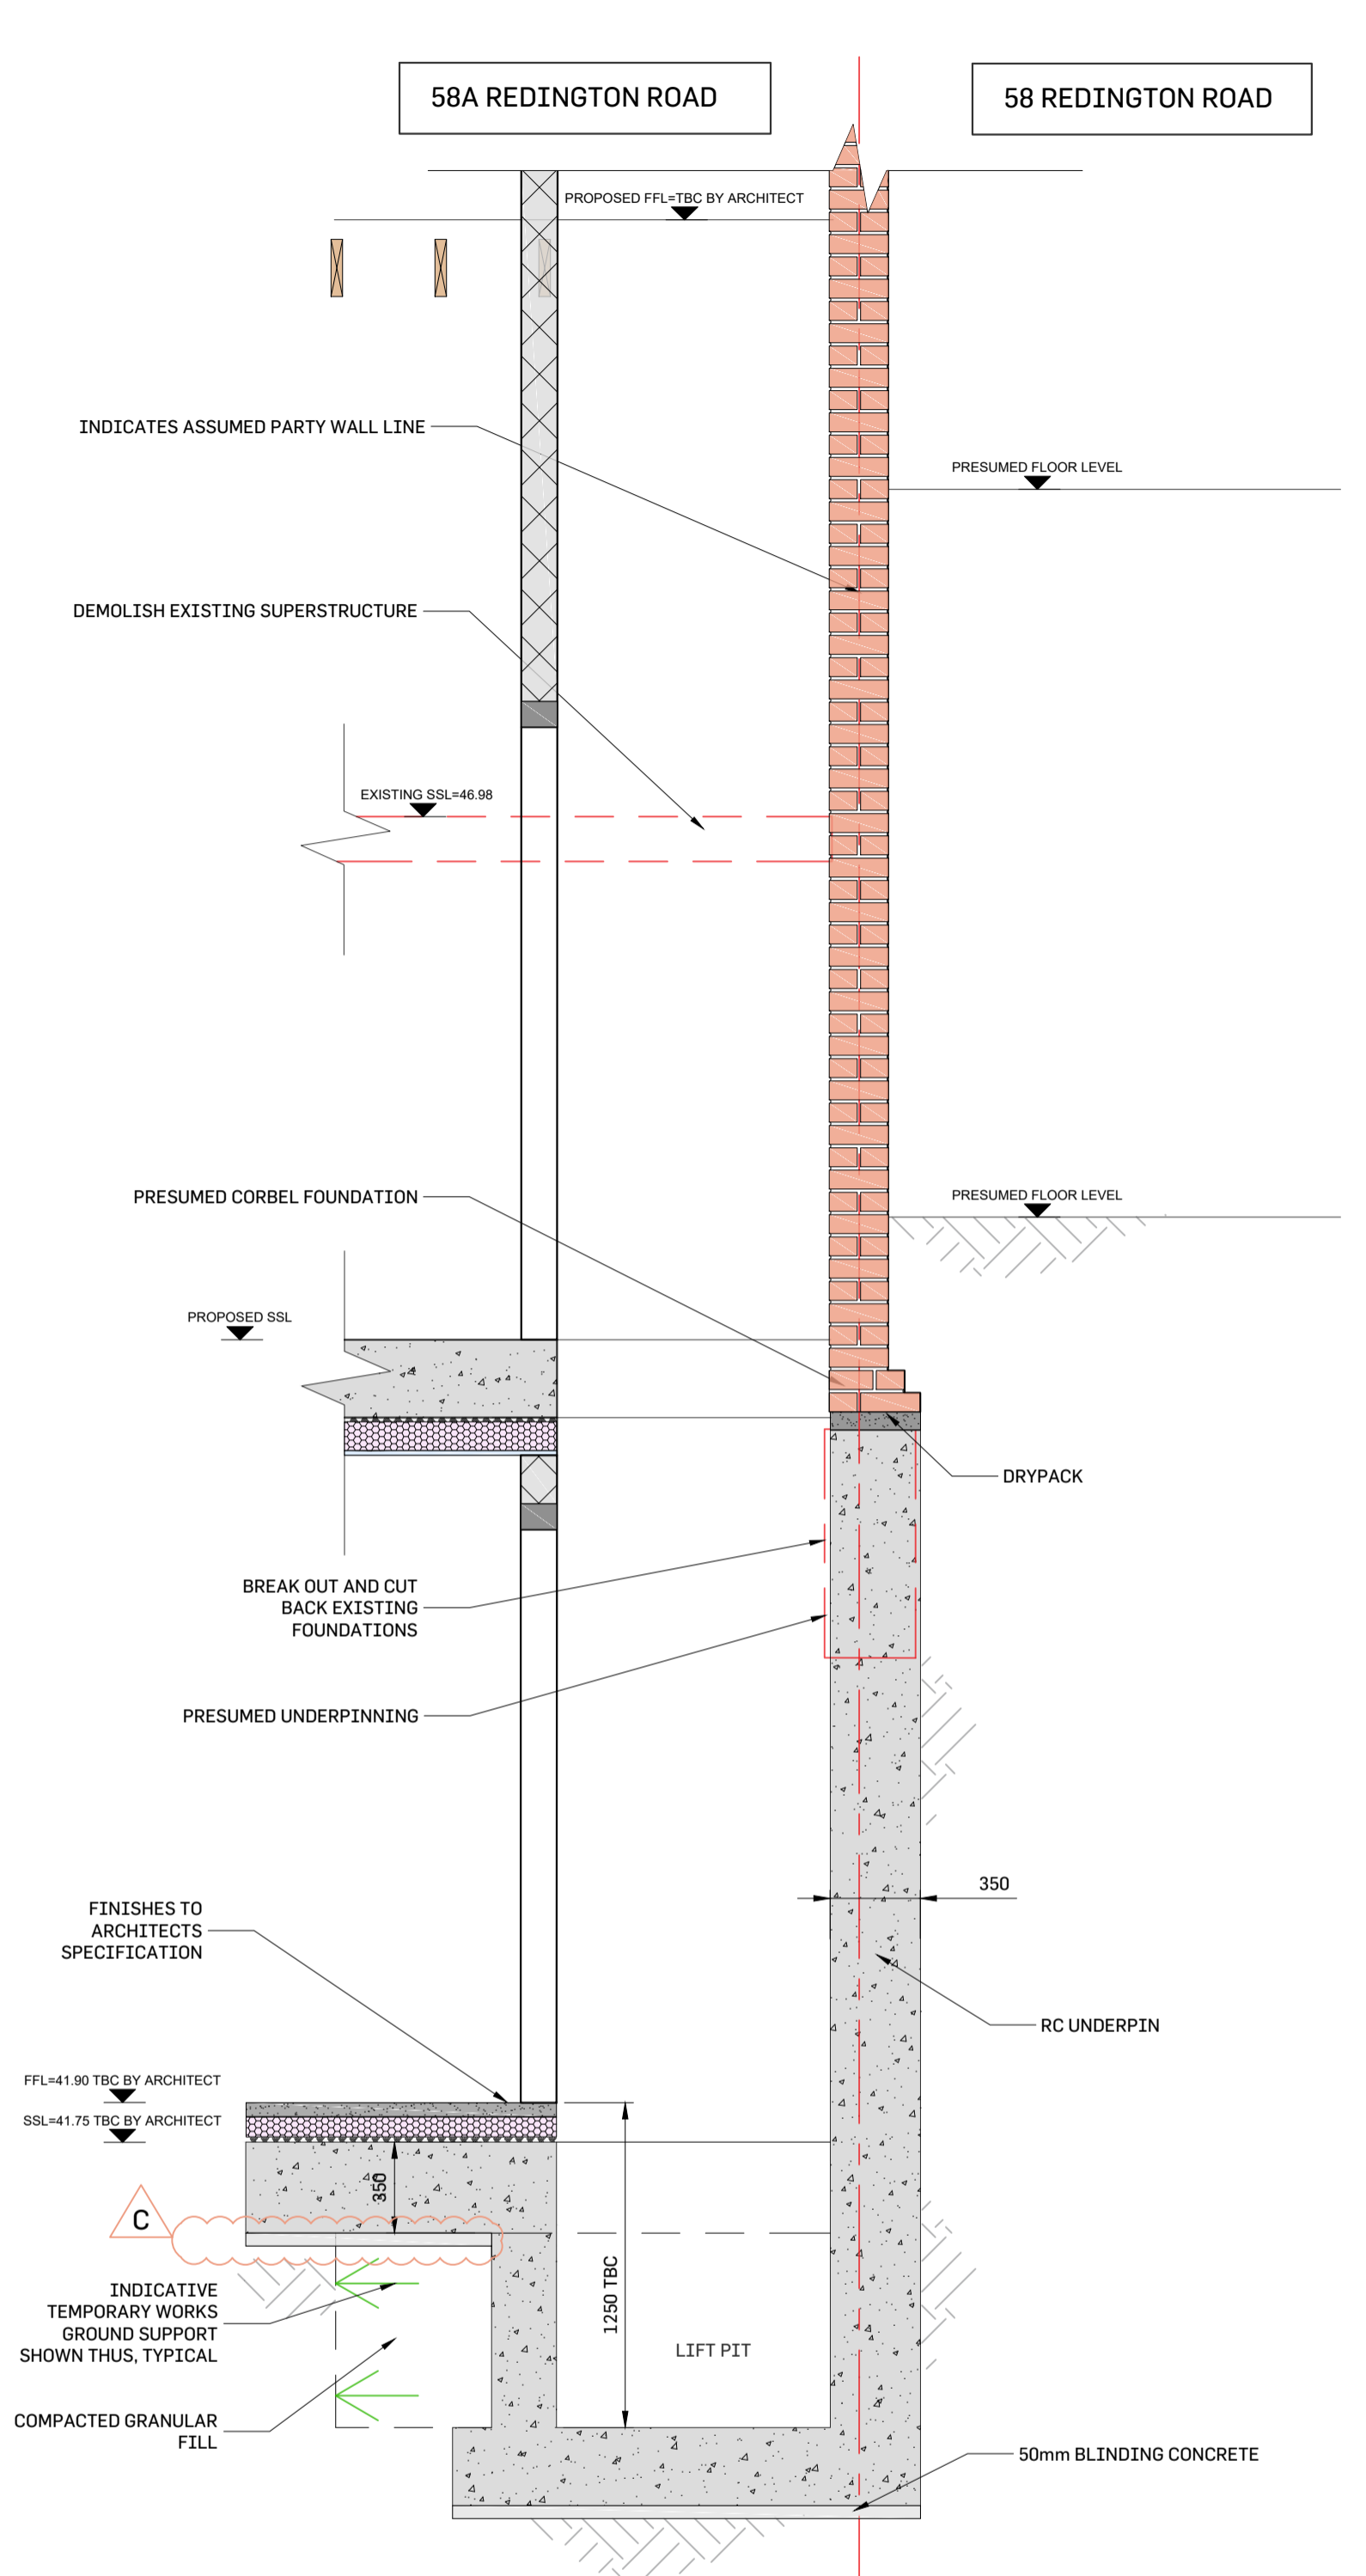 58A REDINGTON ROAD
58 REDINGTON ROAD
PROPOSED FFL=TBC BY ARCHITECT
INDICATES ASSUMED PARTY WALL LINE
PRESUMED FLOOR LEVEL
DEMOLISH EXISTING SUPERSTRUCTURE
EXISTING SSL=46.98
PRESUMED CORBEL FOUNDATION
PRESUMED FLOOR LEVEL
PROPOSED SSL
DRYPACK
BREAK OUT AND CUT
BACK EXISTING
FOUNDATIONS
PRESUMED UNDERPINNING
350
FINISHES TO
ARCHITECTS
SPECIFICATION
RC UNDERPIN
FFL=41.90 TBC BY ARCHITECT
SSL=41.75 TBC BY ARCHITECT
350
C
1250 TBC
INDICATIVE
TEMPORARY WORKS
GROUND SUPPORT
SHOWN THUS, TYPICAL
LIFT PIT
COMPACTED GRANULAR
FILL
50mm BLINDING CONCRETE